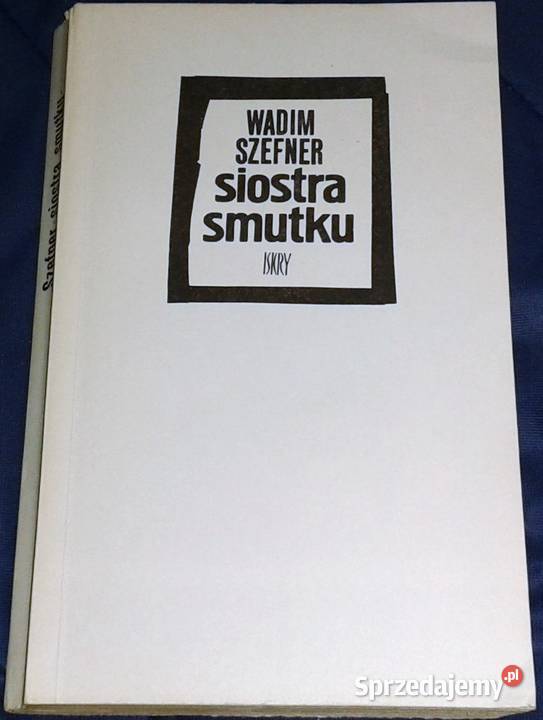 WADIM
SZEFNER
siostra
smutku
ISKRY
Szefner siostra smutku
Sprzedajemy.pl